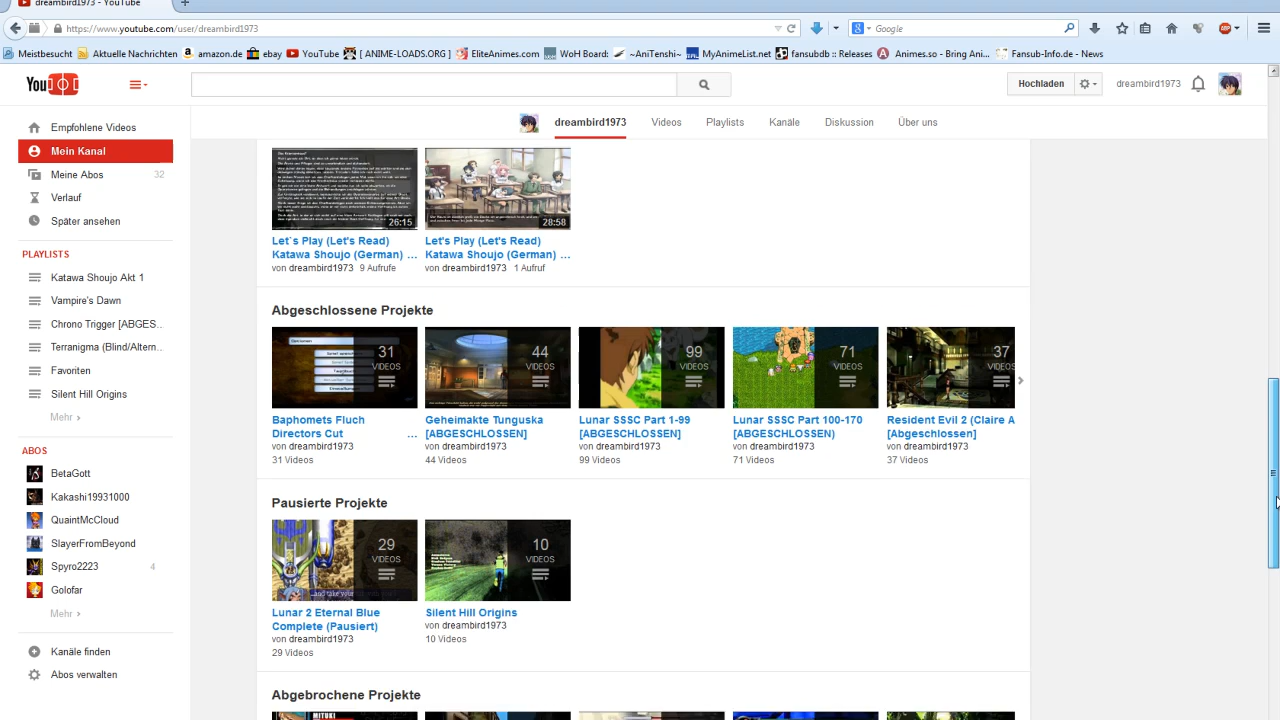 dreambird1973 - YouTube
https://www.youtube.com/user/dreambird1973
Google
Meistbesucht
Aktuelle Nachrichten
amazon.de
ebay
YouTube
[ ANIME-LOADS.ORG ]
EliteAnimes.com
WoH Board:
~AniTenshi~
MyAnimeList.net
fansubdb :: Releases
Animes.so - Bring Ani...
Fansub-Info.de - News
You
Hochladen
dreambird1973
dreambird1973
Videos
Playlists
Kanäle
Diskussion
Über uns
Empfohlene Videos
Mein Kanal
Meine Abos 32
Verlauf
Später ansehen
PLAYLISTS
Katawa Shoujo Akt 1
Vampire's Dawn
Chrono Trigger [ABGES...
Terranigma (Blind/Altern...
Favoriten
Silent Hill Origins
Mehr ›
ABOS
BetaGott
Kakashi19931000
QuaintMcCloud
SlayerFromBeyond
Spyro2223 4
Golofar
Mehr ›
Kanäle finden
Abos verwalten
26:15
Let`s Play (Let's Read)
Katawa Shoujo (German) ...
von dreambird1973 9 Aufrufe
28:58
Let's Play (Let's Read)
Katawa Shoujo (German) ...
von dreambird1973 1 Aufruf
Abgeschlossene Projekte
31
VIDEOS
Baphomets Fluch
Directors Cut ...
von dreambird1973
31 Videos
44
VIDEOS
Geheimakte Tunguska
[ABGESCHLOSSEN]
von dreambird1973
44 Videos
99
VIDEOS
Lunar SSSC Part 1-99
[ABGESCHLOSSEN]
von dreambird1973
99 Videos
71
VIDEOS
Lunar SSSC Part 100-170
[ABGESCHLOSSEN)
von dreambird1973
71 Videos
37
VIDEOS
Resident Evil 2 (Claire A
[Abgeschlossen]
von dreambird1973
37 Videos
Pausierte Projekte
29
VIDEOS
Lunar 2 Eternal Blue
Complete (Pausiert)
von dreambird1973
29 Videos
10
VIDEOS
Silent Hill Origins
von dreambird1973
10 Videos
Abgebrochene Projekte
MITUKI